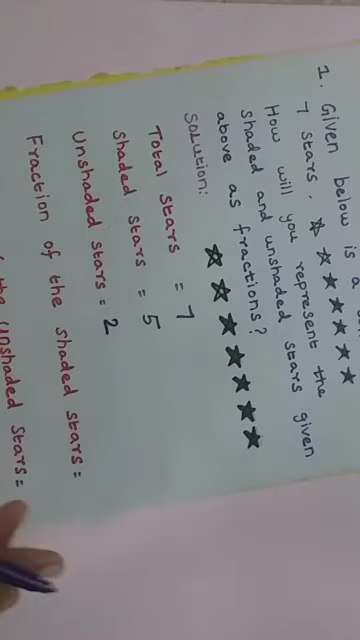 1. Given below is a
7 stars.
How will you represent the
shaded and unshaded stars given
above as fractions?
Solution:
Total stars = 7
Shaded stars = 5
Unshaded stars = 2
Fraction of the shaded stars =
the Unshaded stars =